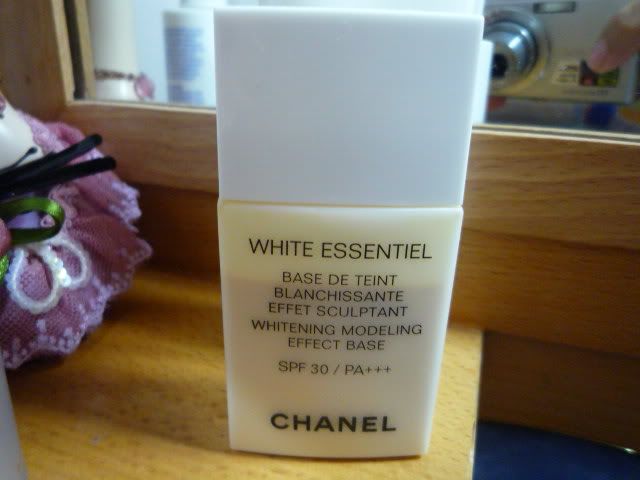 WHITE ESSENTIEL
BASE DE TEINT
BLANCHISSANTE
EFFET SCULPTANT
WHITENING MODELING
EFFECT BASE
SPF 30 / PA+++
CHANEL